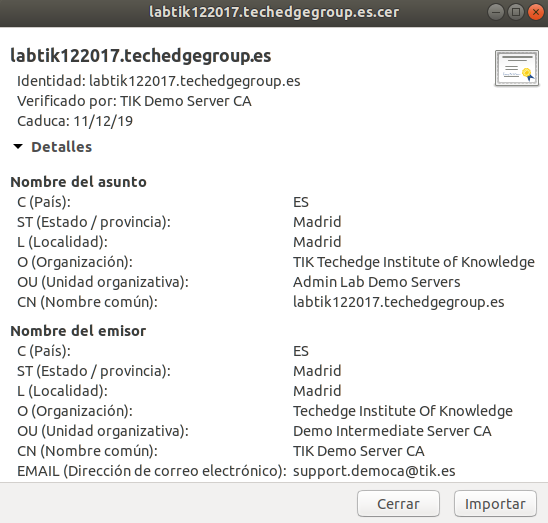 labtik122017.techedgegroup.es.cer
labtik122017.techedgegroup.es
Identidad: labtik122017.techedgegroup.es
Verificado por: TIK Demo Server CA
Caduca: 11/12/19
Detalles
Nombre del asunto
C (País): ES
ST (Estado / provincia): Madrid
L (Localidad): Madrid
O (Organización): TIK Techedge Institute of Knowledge
OU (Unidad organizativa): Admin Lab Demo Servers
CN (Nombre común): labtik122017.techedgegroup.es
Nombre del emisor
C (País): ES
ST (Estado / provincia): Madrid
L (Localidad): Madrid
O (Organización): Techedge Institute Of Knowledge
OU (Unidad organizativa): Demo Intermediate Server CA
CN (Nombre común): TIK Demo Server CA
EMAIL (Dirección de correo electrónico): support.democa@tik.es
Cerrar Importar